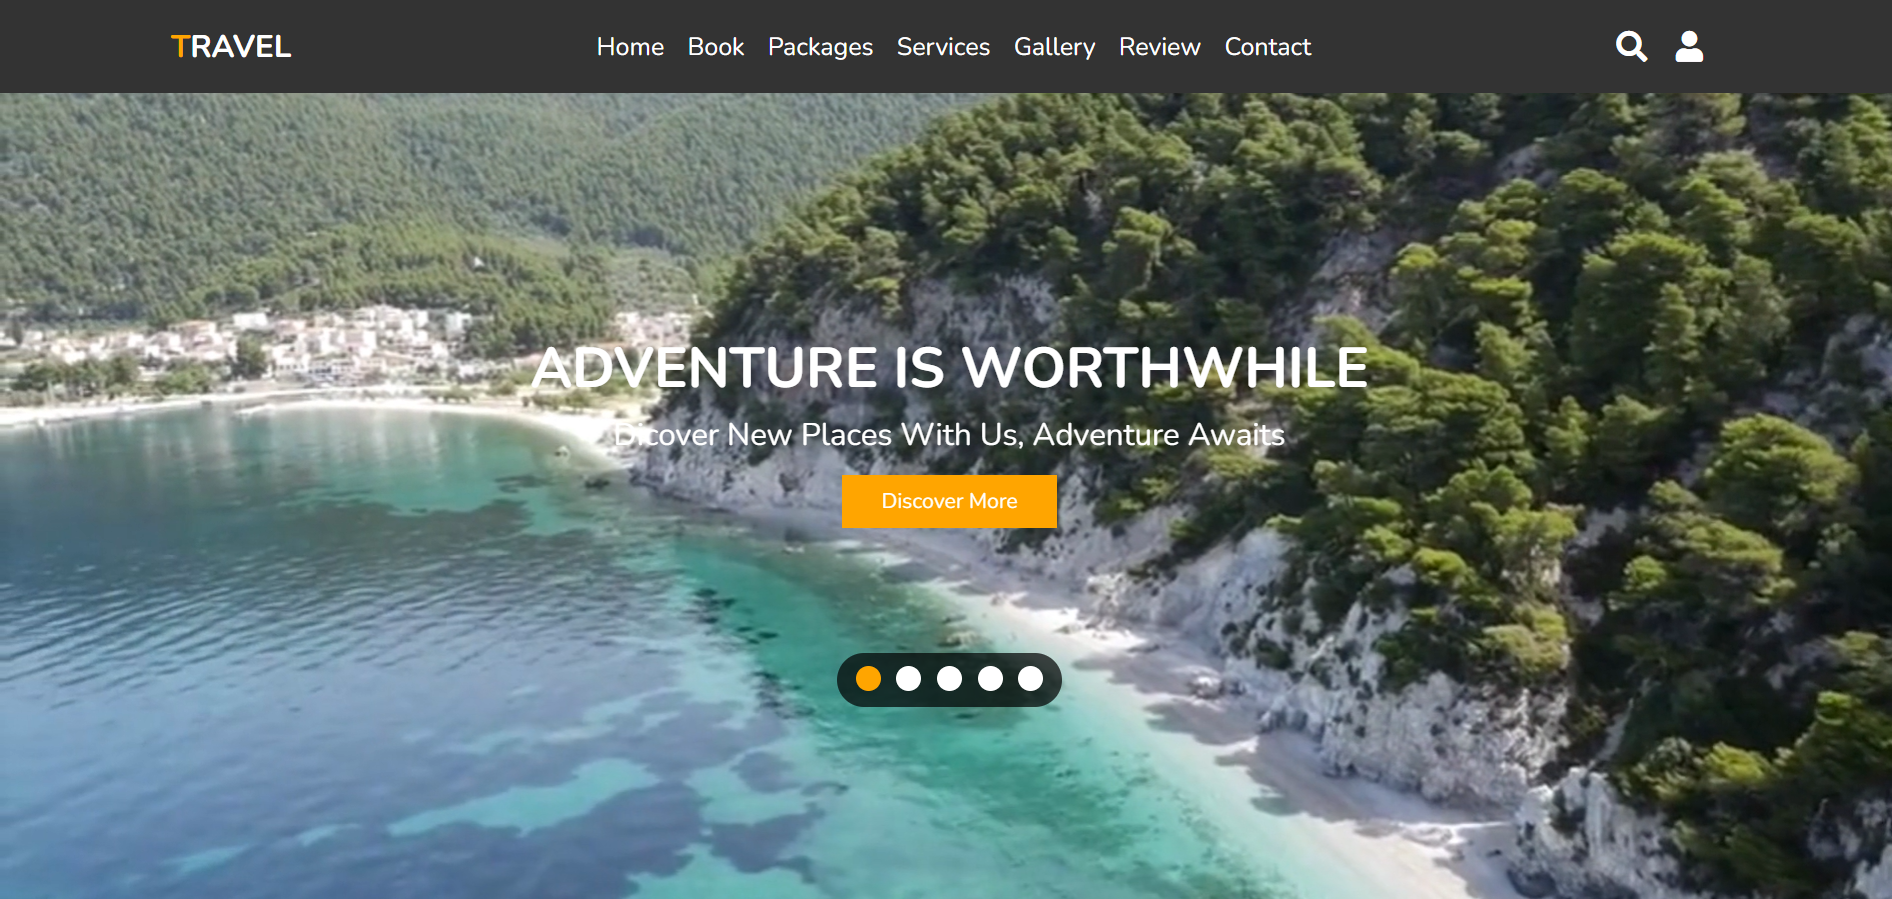 TRAVEL
Home Book Packages Services Gallery Review Contact
ADVENTURE IS WORTHWHILE
Dicover New Places With Us, Adventure Awaits
Discover More